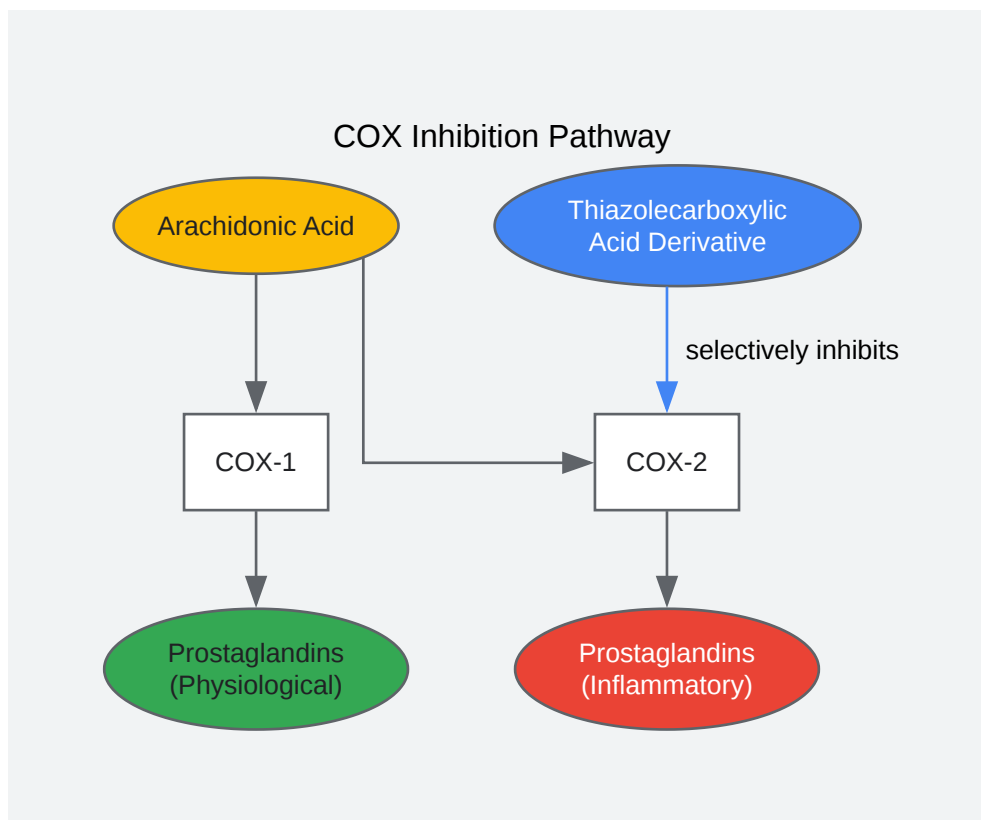 COX Inhibition Pathway
Arachidonic Acid
Thiazolecarboxylic
Acid Derivative
selectively inhibits
COX-1
COX-2
Prostaglandins
(Physiological)
Prostaglandins
(Inflammatory)